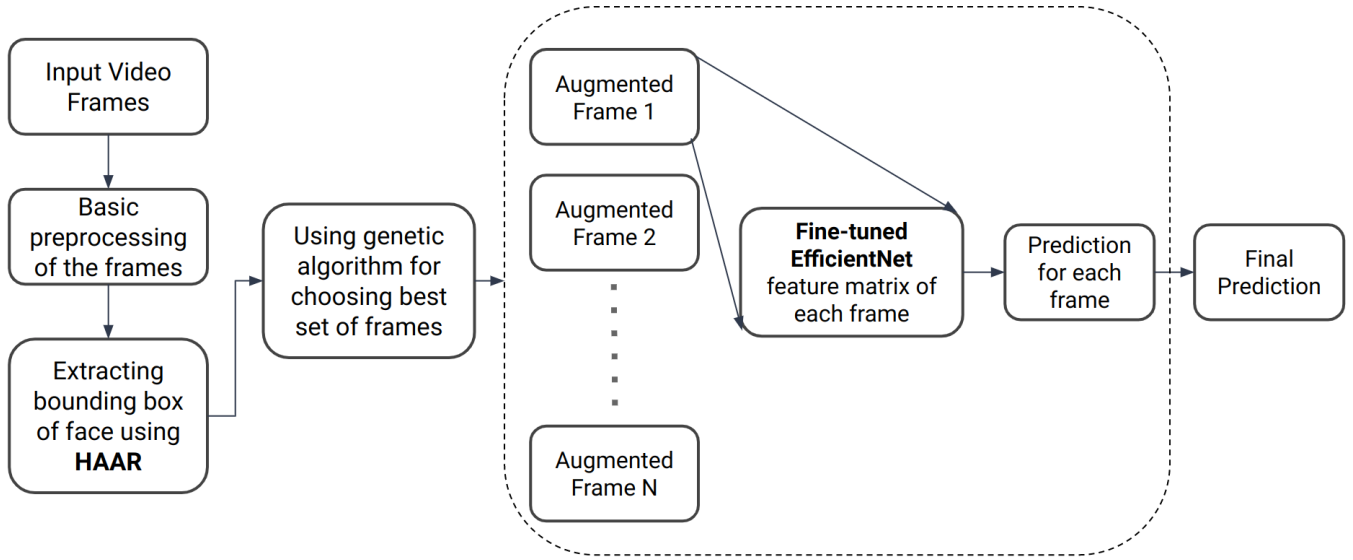 Input Video
Frames
Basic
preprocessing
of the frames
Extracting
bounding box
of face using
HAAR
Using genetic
algorithm for
choosing best
set of frames
Augmented
Frame 1
Augmented
Frame 2
Augmented
Frame N
Fine-tuned
EfficientNet
feature matrix of
each frame
Prediction
for each
frame
Final
Prediction